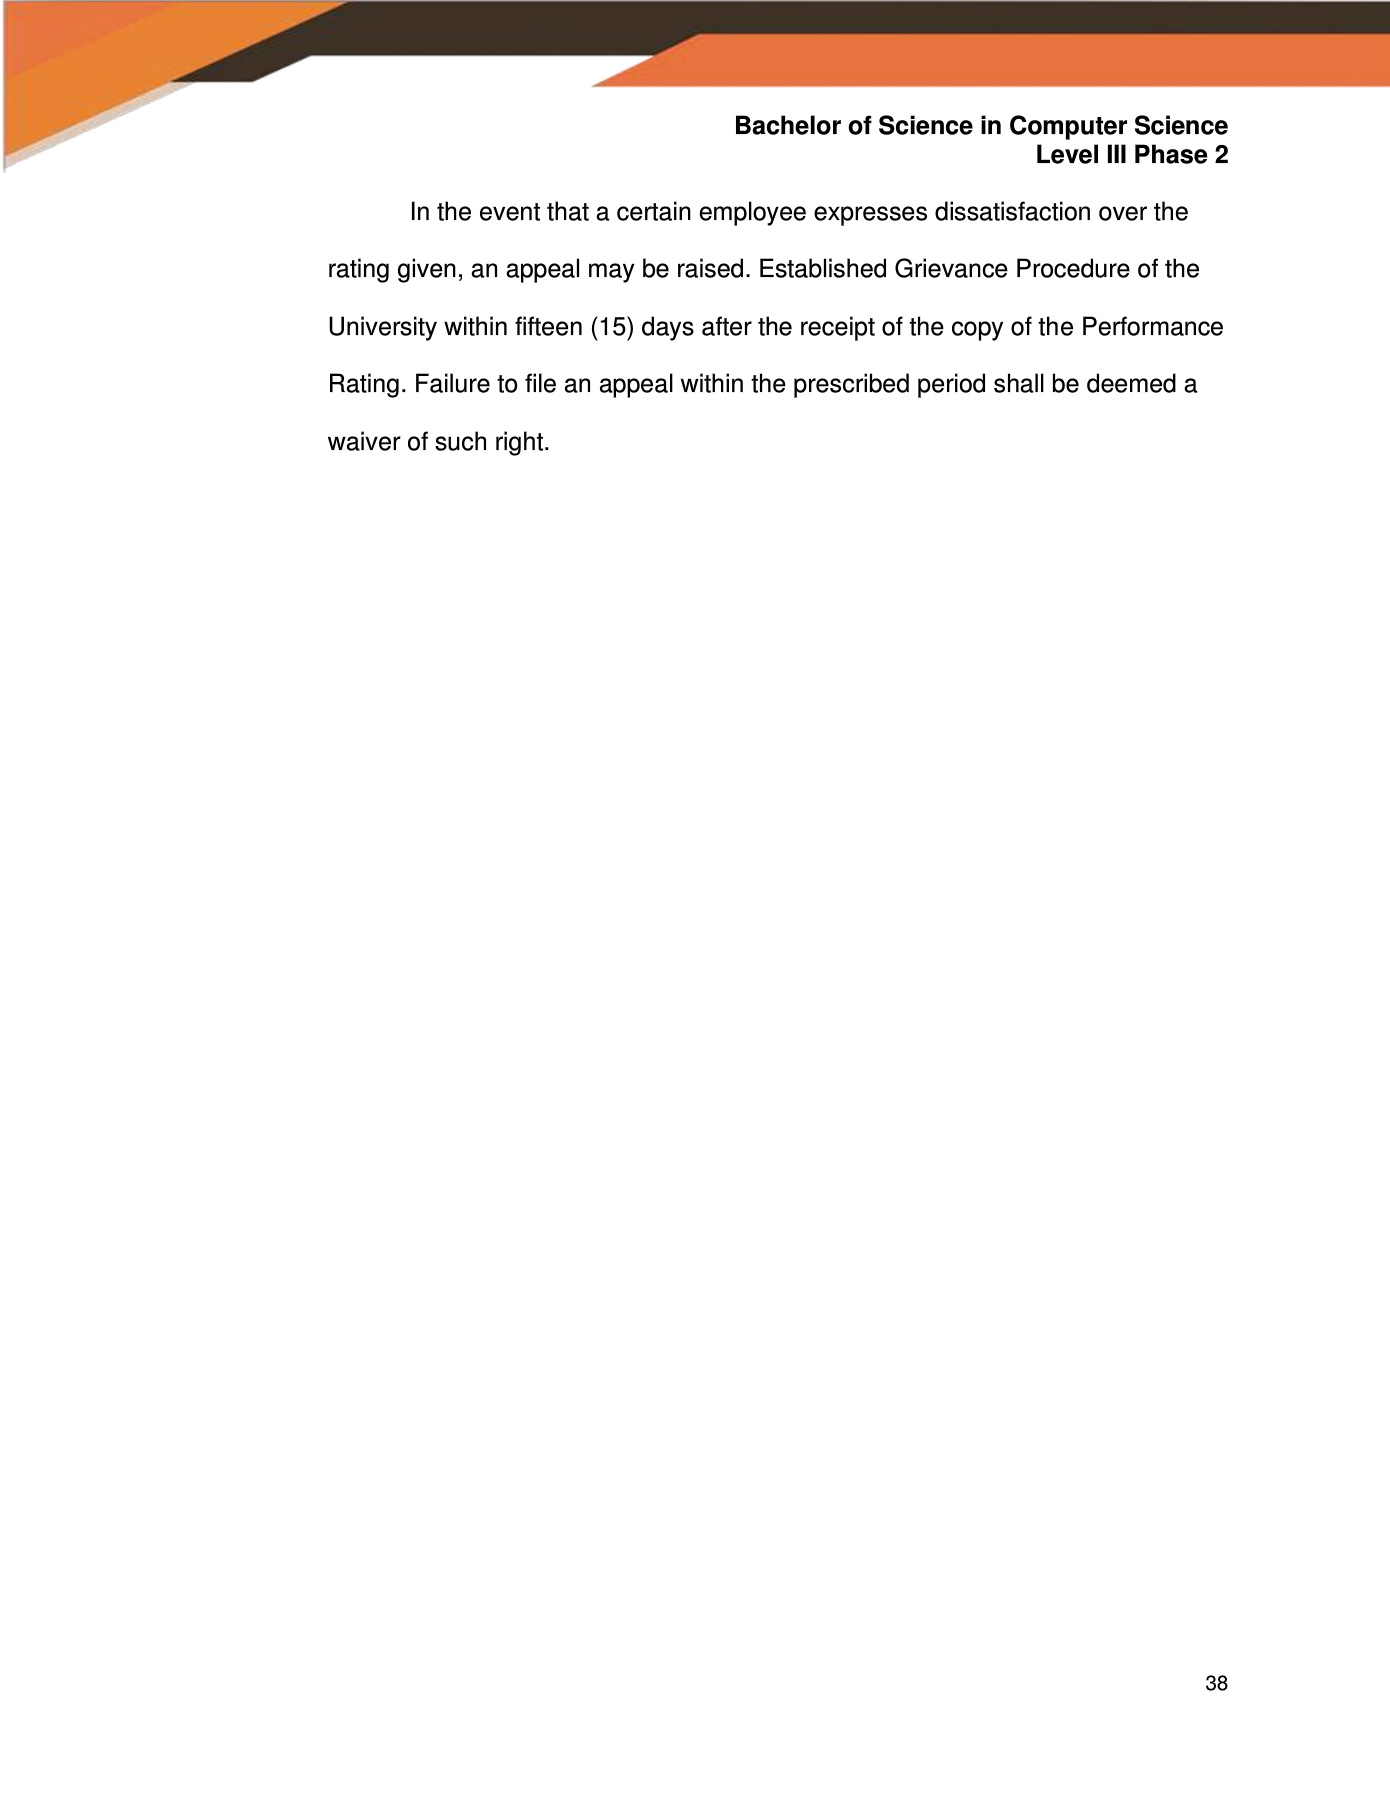 Bachelor of Science in Computer Science
Level III Phase 2
In the event that a certain employee expresses dissatisfaction over the
rating given, an appeal may be raised. Established Grievance Procedure of the
University within fifteen (15) days after the receipt of the copy of the Performance
Rating. Failure to file an appeal within the prescribed period shall be deemed a
waiver of such right.
38